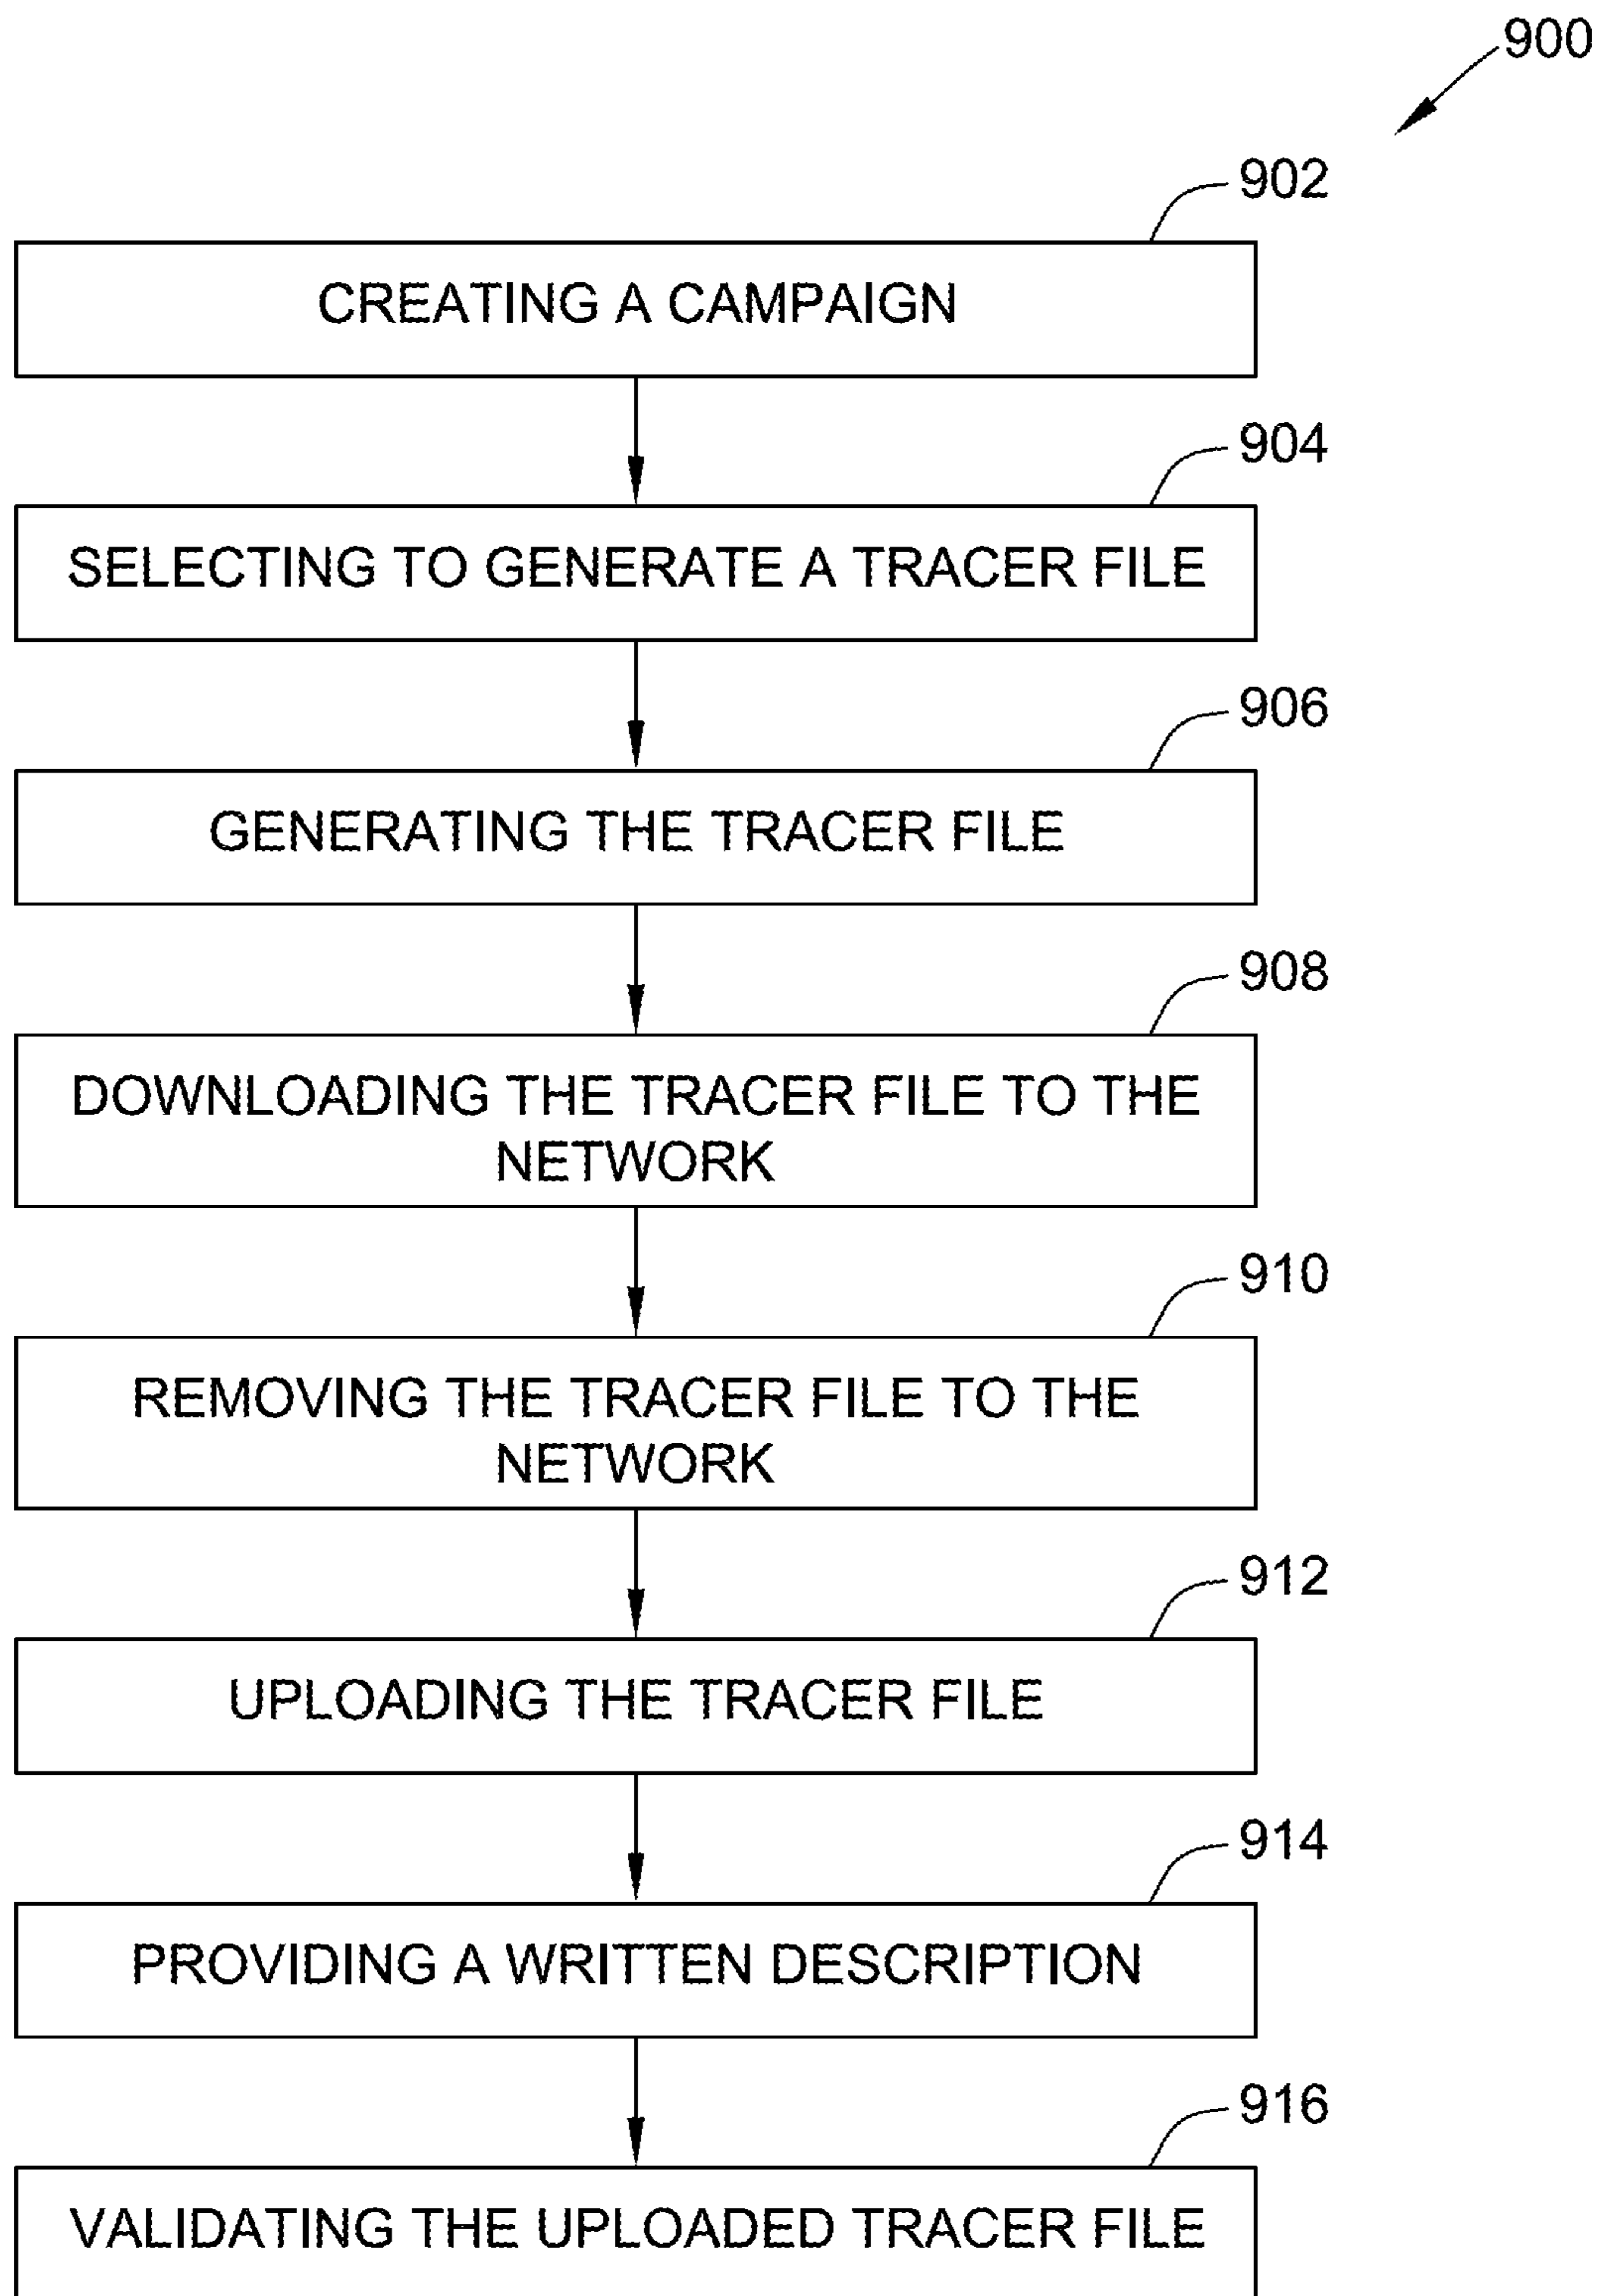 900
902
CREATING A CAMPAIGN
904
SELECTING TO GENERATE A TRACER FILE
906
GENERATING THE TRACER FILE
908
DOWNLOADING THE TRACER FILE TO THE
NETWORK
910
REMOVING THE TRACER FILE TO THE
NETWORK
912
UPLOADING THE TRACER FILE
914
PROVIDING A WRITTEN DESCRIPTION
916
VALIDATING THE UPLOADED TRACER FILE